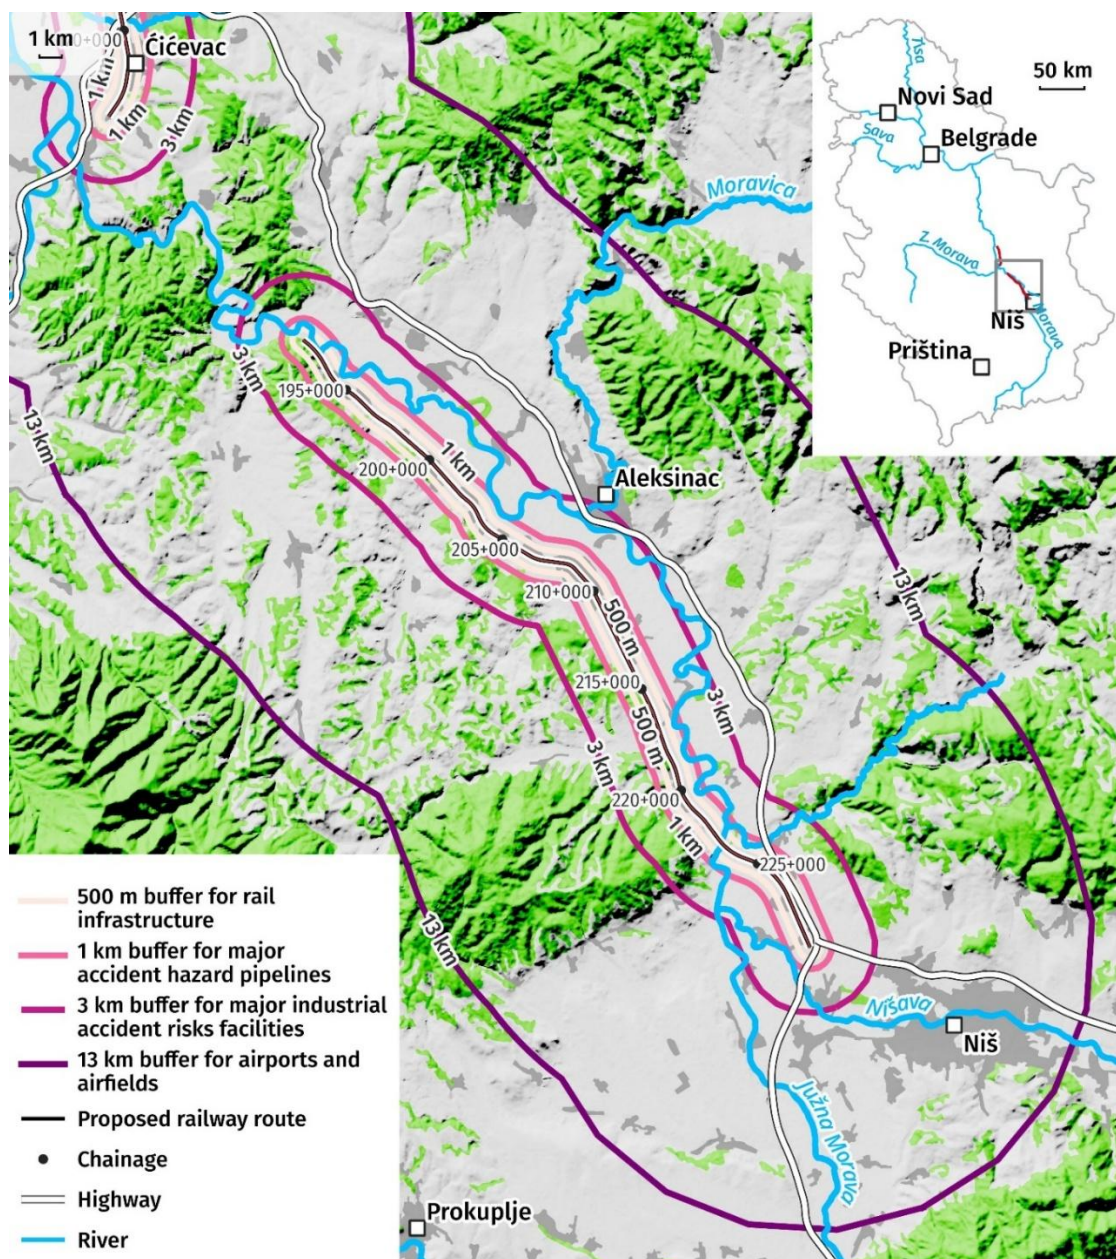 1 km
0+000
Ćićevac
1 km
1 km
3 km
Moravica
3 km
13 km
195+000
1 km
200+000
Aleksinac
205+000
210+000
500 m
13 km
215+000
500 m
3 km
3 km
220+000
1 km
225+000
13 km
Nišava
Niš
Južna Morava
Prokuplje
50 km
Tisa
Novi Sad
Sava
Belgrade
Z. Morava
Morava
Niš
Priština
500 m buffer for rail
infrastructure
1 km buffer for major
accident hazard pipelines
3 km buffer for major industrial
accident risks facilities
13 km buffer for airports and
airfields
Proposed railway route
Chainage
Highway
River